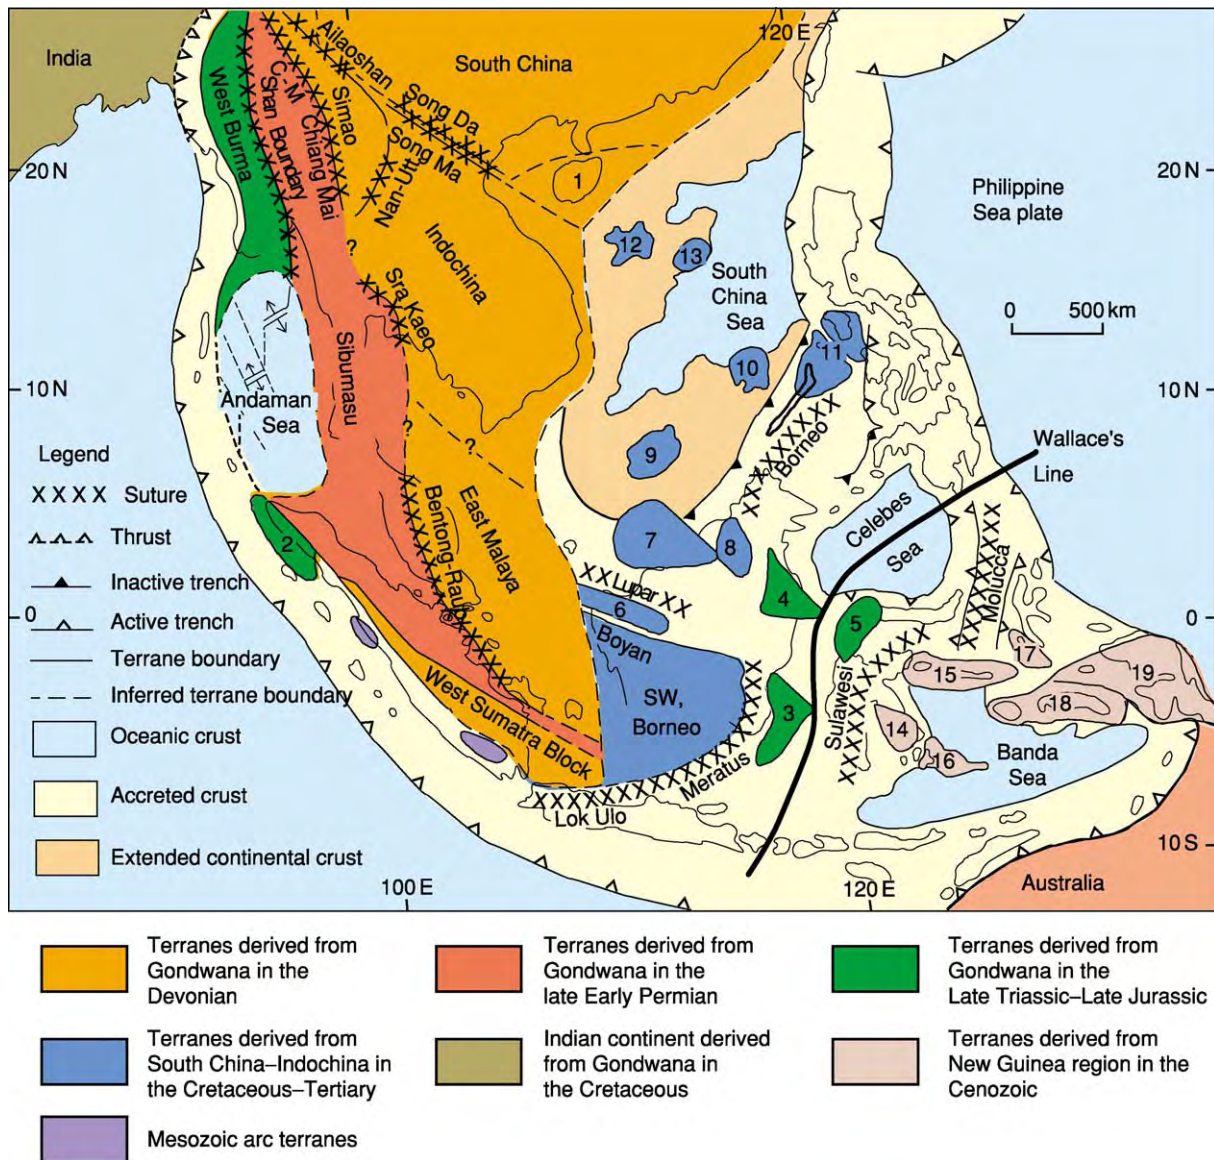 120 E
India
South China
Ailaoshan
Song Da
Song Ma
Simao
C-M
Chiang Mai
Shan Boundary
West Burma
Nan-Utt
20 N
20 N
1
Philippine
Sea plate
12
13
Indochina
South
China
Sea
0 500 km
Sra Kaeo
?
Sibumasu
11
10
10 N
10 N
Andaman
Sea
?
?
Borneo
Wallace's
Line
9
Legend
X X X X Suture
Thrust
Inactive trench
Active trench
Terrane boundary
Inferred terrane boundary
Oceanic crust
Accreted crust
Extended continental crust
East Malaya
Bentong-Raub
Celebes
Sea
7
8
2
Lupar
Molucca
4
6
5
0
0
Boyan
17
15
19
West Sumatra Block
SW,
Borneo
3
Sulawesi
18
14
16
Banda
Sea
Meratus
Lok Ulo
10 S
100 E
120 E
Australia
Terranes derived from
Gondwana in the
Devonian
Terranes derived from
Gondwana in the
late Early Permian
Terranes derived from
Gondwana in the
Late Triassic–Late Jurassic
Terranes derived from
South China–Indochina in
the Cretaceous–Tertiary
Indian continent derived
from Gondwana in
the Cretaceous
Terranes derived from
New Guinea region in the
Cenozoic
Mesozoic arc terranes